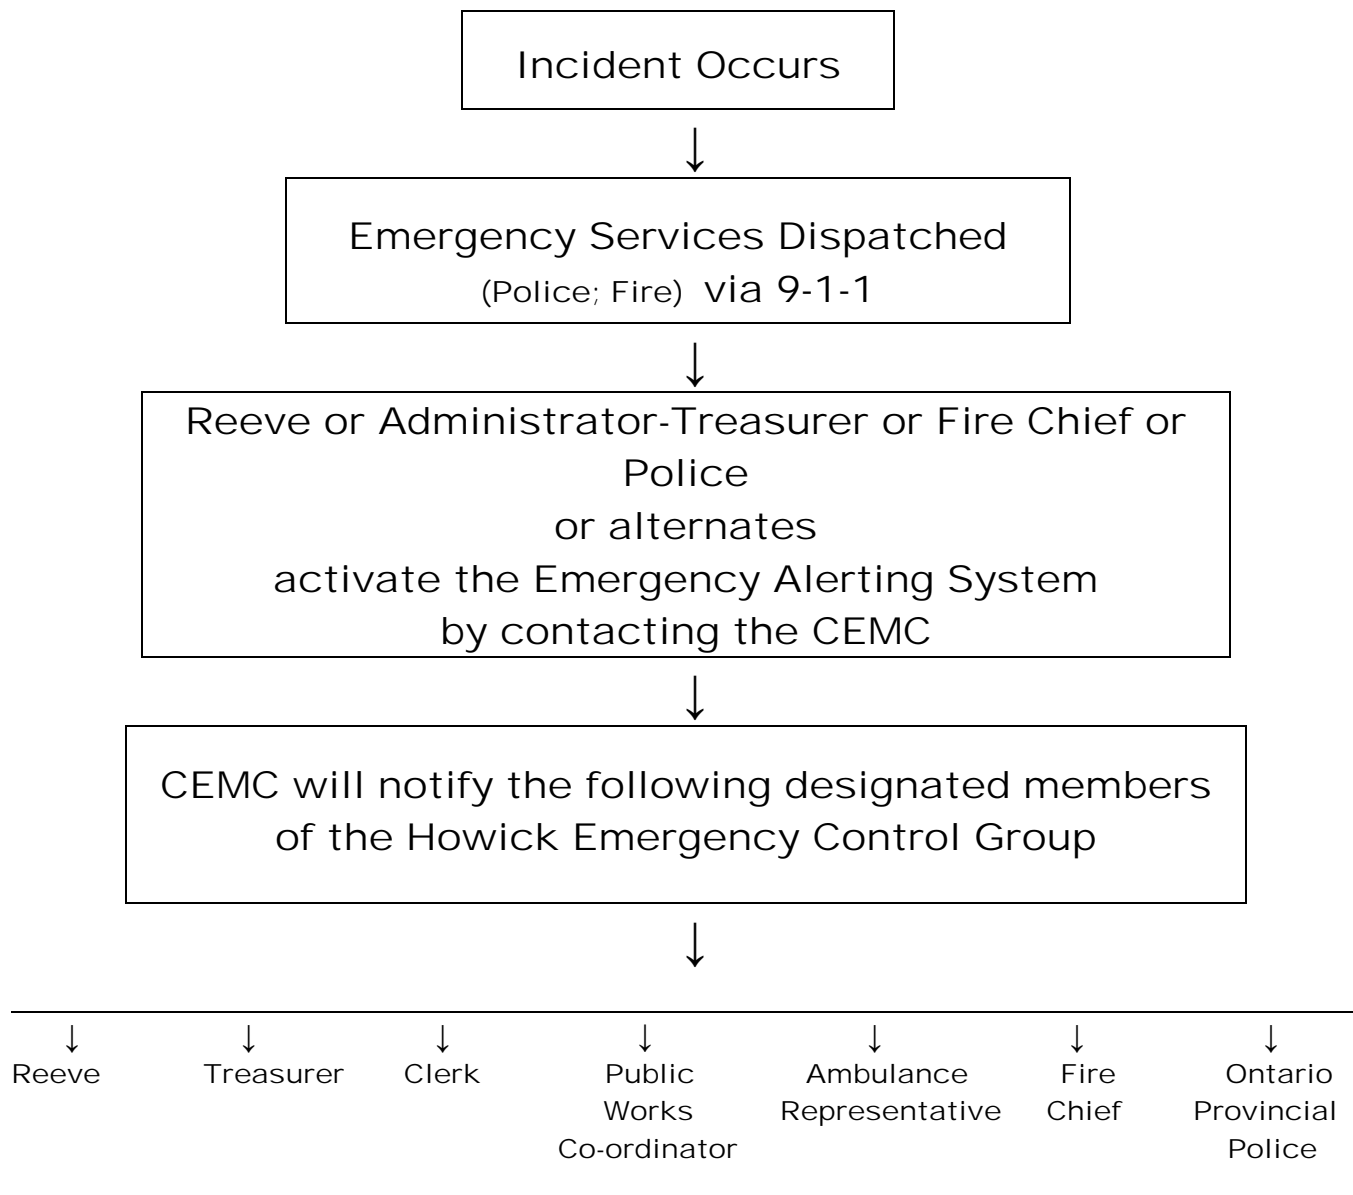 Incident Occurs
↓
Emergency Services Dispatched
(Police; Fire) via 9-1-1
↓
Reeve or Administrator-Treasurer or Fire Chief or
Police
or alternates
activate the Emergency Alerting System
by contacting the CEMC
↓
CEMC will notify the following designated members
of the Howick Emergency Control Group
↓
↓ ↓ ↓ ↓ ↓ ↓ ↓
Reeve
Treasurer
Clerk
Public
Works
Co-ordinator
Ambulance
Representative
Fire
Chief
Ontario
Provincial
Police